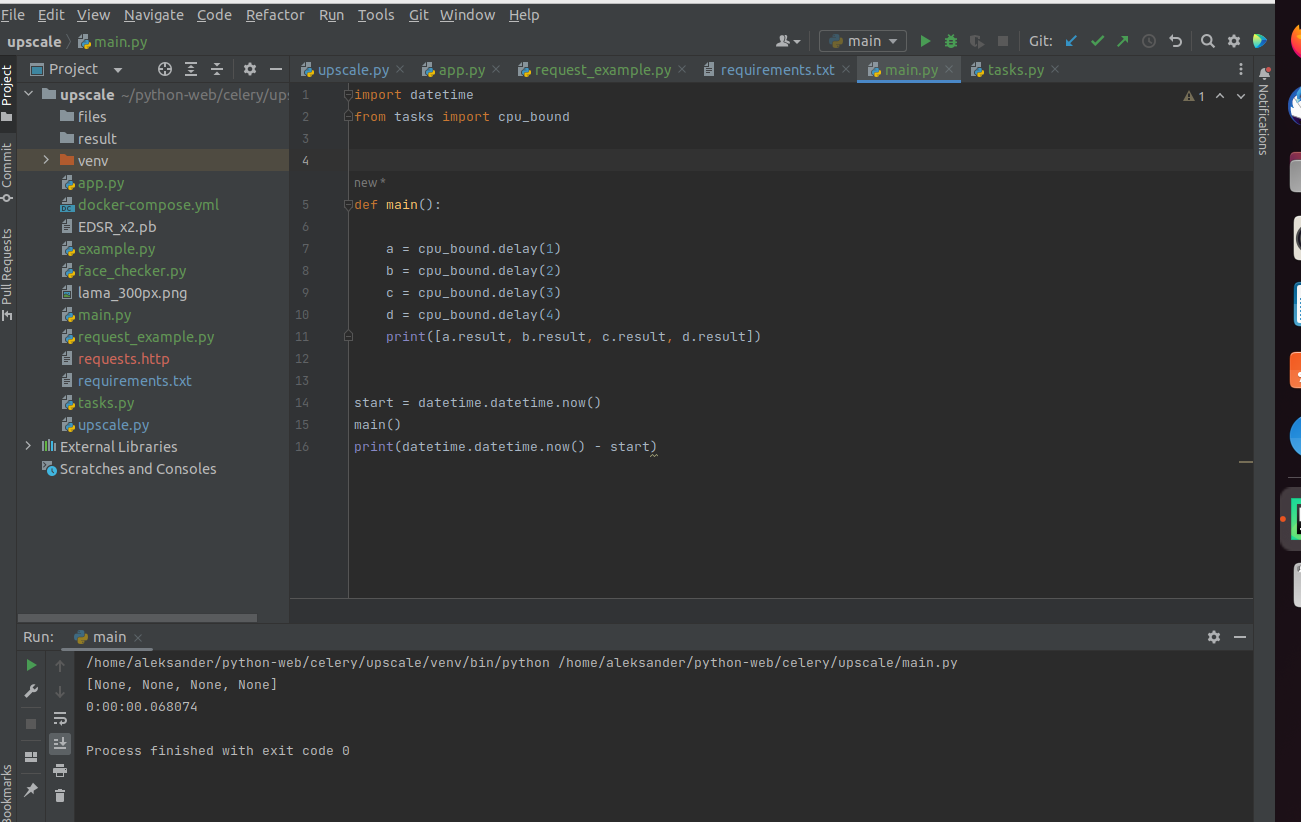 File Edit View Navigate Code Refactor Run Tools Git Window Help
upscale main.py
main
Git:
Project
upscale.py
app.py
request_example.py
requirements.txt
main.py
tasks.py
Project
Commit
Pull Requests
Bookmarks
Notifications
upscale ~/python-web/celery/ups
files
result
venv
app.py
docker-compose.yml
EDSR_x2.pb
example.py
face_checker.py
lama_300px.png
main.py
request_example.py
requests.http
requirements.txt
tasks.py
upscale.py
External Libraries
Scratches and Consoles
1
1 import datetime
2 from tasks import cpu_bound
3
4
new *
5 def main():
6
7 a = cpu_bound.delay(1)
8 b = cpu_bound.delay(2)
9 c = cpu_bound.delay(3)
10 d = cpu_bound.delay(4)
11 print([a.result, b.result, c.result, d.result])
12
13
14 start = datetime.datetime.now()
15 main()
16 print(datetime.datetime.now() - start)
Run: main
/home/aleksander/python-web/celery/upscale/venv/bin/python /home/aleksander/python-web/celery/upscale/main.py
[None, None, None, None]
0:00:00.068074
Process finished with exit code 0